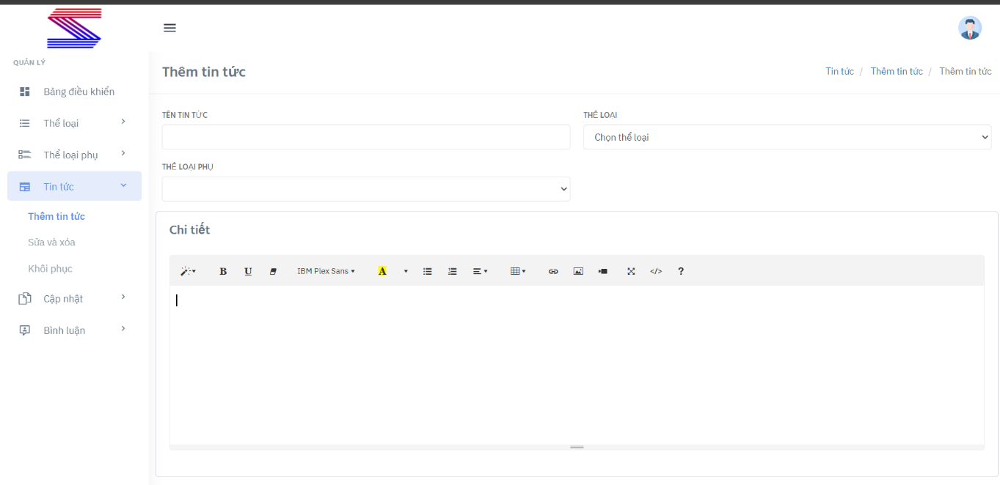 QUẢN LÝ
Bảng điều khiển
Thể loại
Thể loại phụ
Tin tức
Thêm tin tức
Sửa và xóa
Khôi phục
Cập nhật
Bình luận
Thêm tin tức
Tin tức / Thêm tin tức / Thêm tin tức
TÊN TIN TỨC
THỂ LOẠI
Chọn thể loại
THỂ LOẠI PHỤ
Chi tiết
B U IBM Plex Sans A </> ?